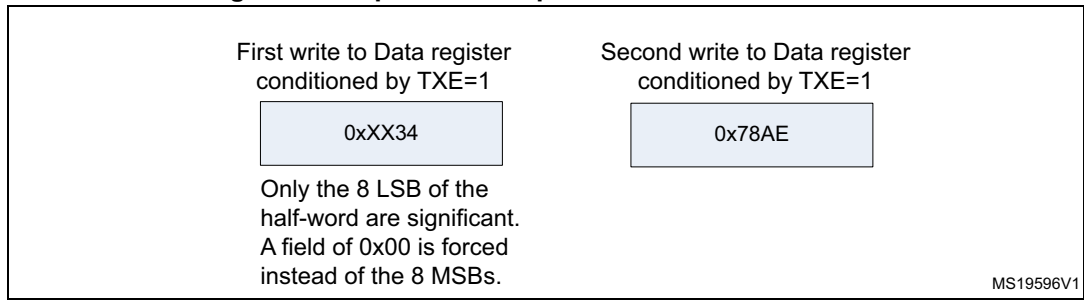 First write to Data register
conditioned by TXE=1
0xXX34
Only the 8 LSB of the
half-word are significant.
A field of 0x00 is forced
instead of the 8 MSBs.
Second write to Data register
conditioned by TXE=1
0x78AE
MS19596V1